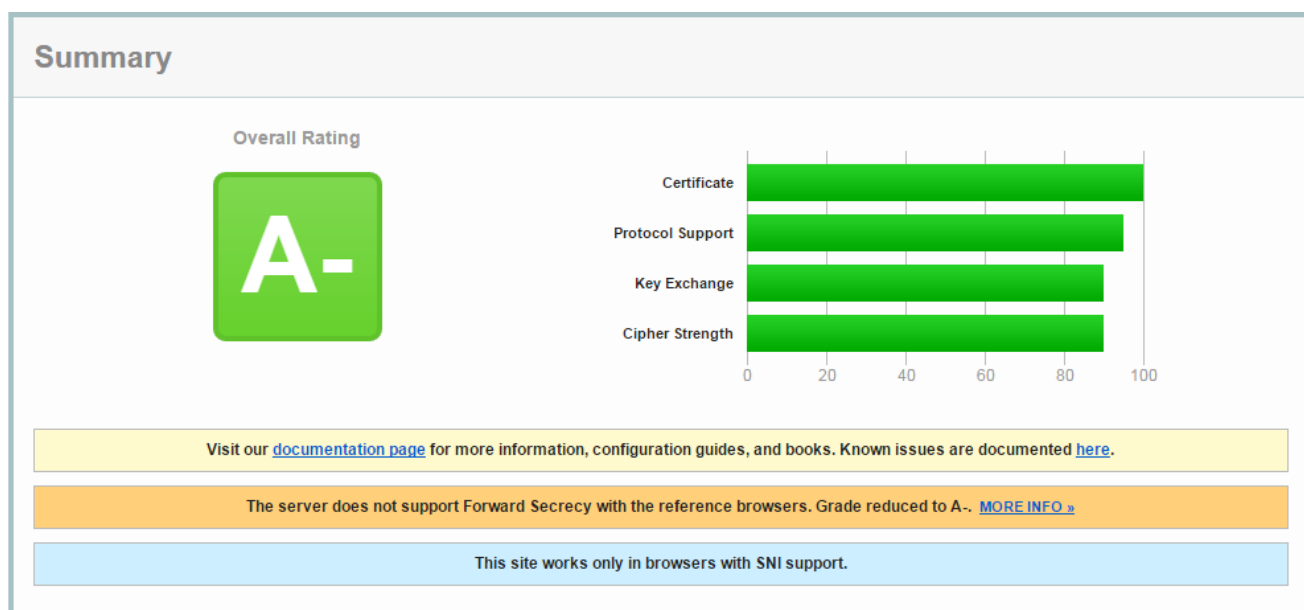 Summary
Overall Rating
A-
Certificate
Protocol Support
Key Exchange
Cipher Strength
0 20 40 60 80 100
Visit our documentation page for more information, configuration guides, and books. Known issues are documented here.
The server does not support Forward Secrecy with the reference browsers. Grade reduced to A-. MORE INFO »
This site works only in browsers with SNI support.